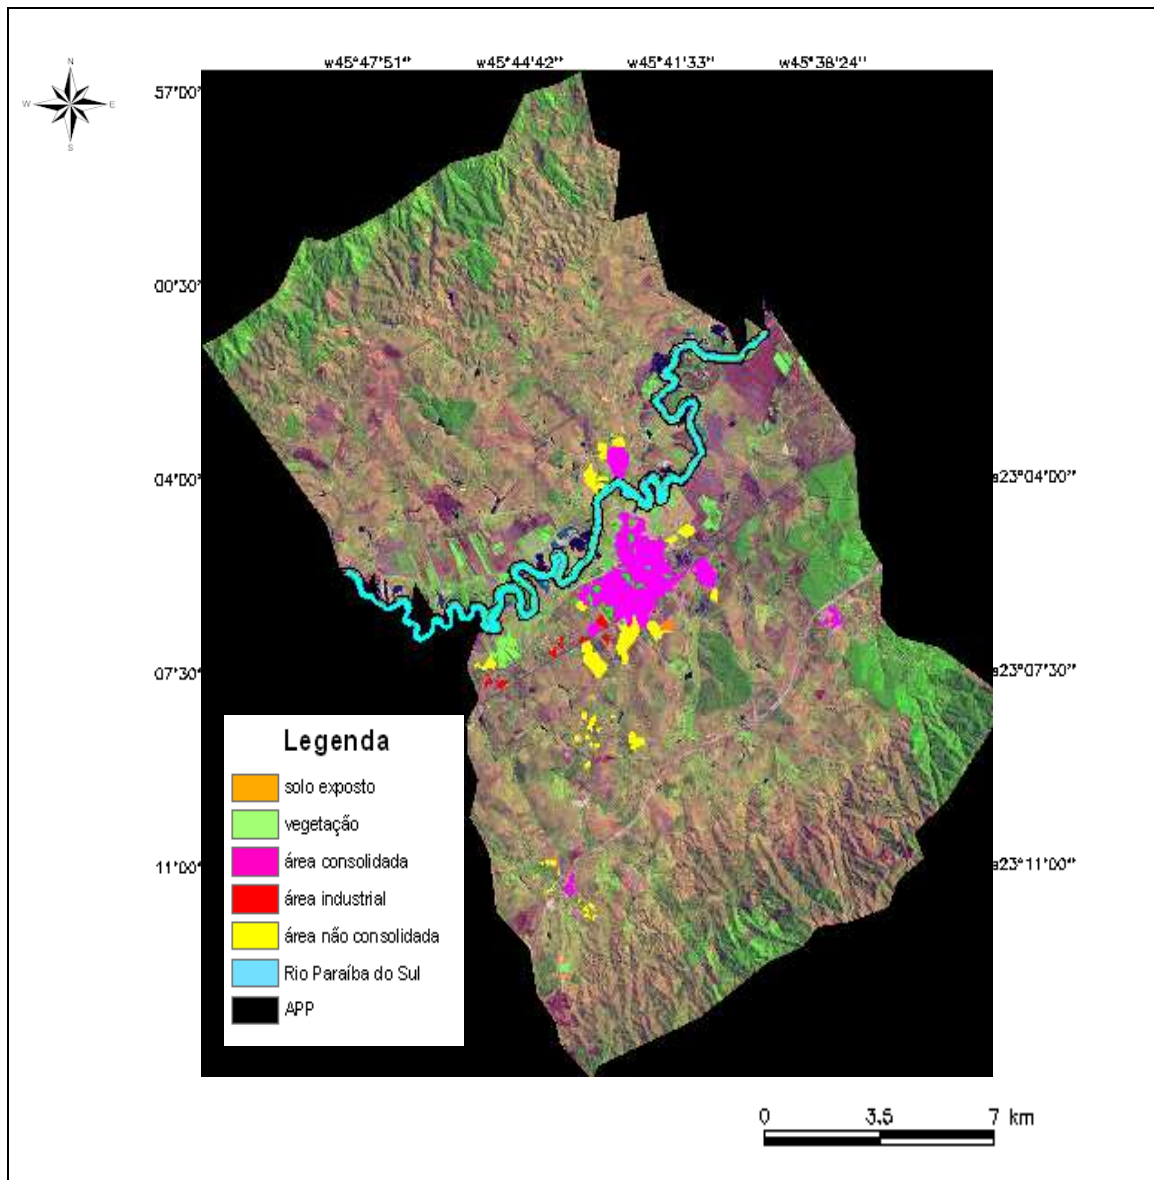 w45°47'51" w45°44'42" w45°41'33" w45°38'24"
N
W E
S
57'00"
00'30"
04'00" s23°04'00"
07'30" s23°07'30"
Legenda
solo exposto
vegetação
área consolidada
área industrial
área não consolidada
Rio Paraíba do Sul
APP
11'00" s23°11'00"
0 3.5 7 km